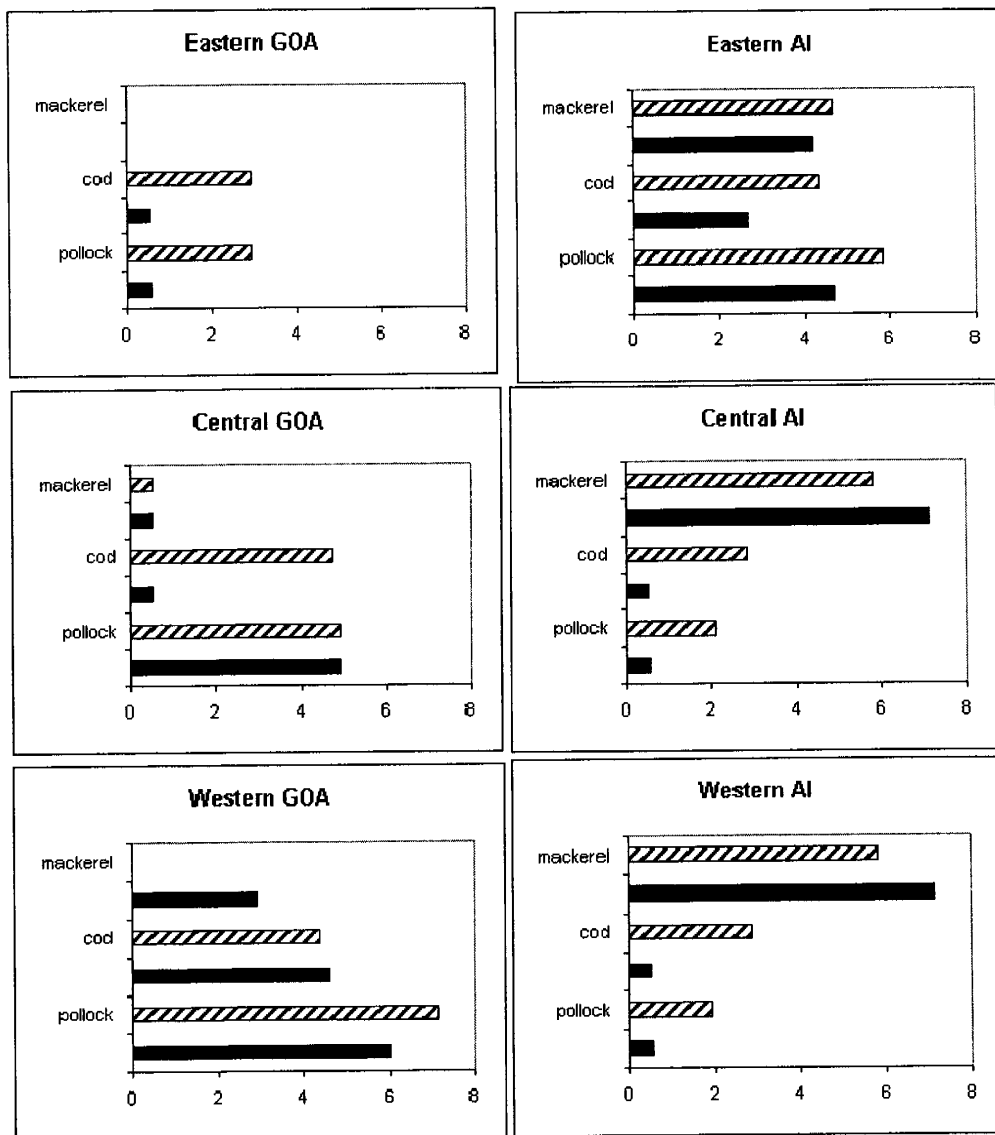 Eastern GOA
mackerel
cod
pollock
0 2 4 6 8
Eastern AI
mackerel
cod
pollock
0 2 4 6 8
Central GOA
mackerel
cod
pollock
0 2 4 6 8
Central AI
mackerel
cod
pollock
0 2 4 6 8
Western GOA
mackerel
cod
pollock
0 2 4 6 8
Western AI
mackerel
cod
pollock
0 2 4 6 8